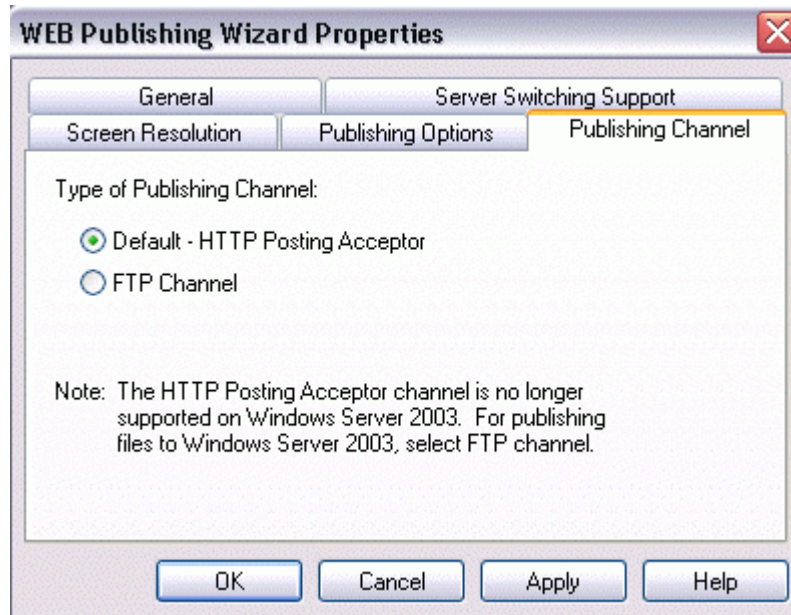 WEB Publishing Wizard Properties
General
Server Switching Support
Screen Resolution
Publishing Options
Publishing Channel
Type of Publishing Channel:
Default - HTTP Posting Acceptor
FTP Channel
Note: The HTTP Posting Acceptor channel is no longer
supported on Windows Server 2003. For publishing
files to Windows Server 2003, select FTP channel.
OK
Cancel
Apply
Help